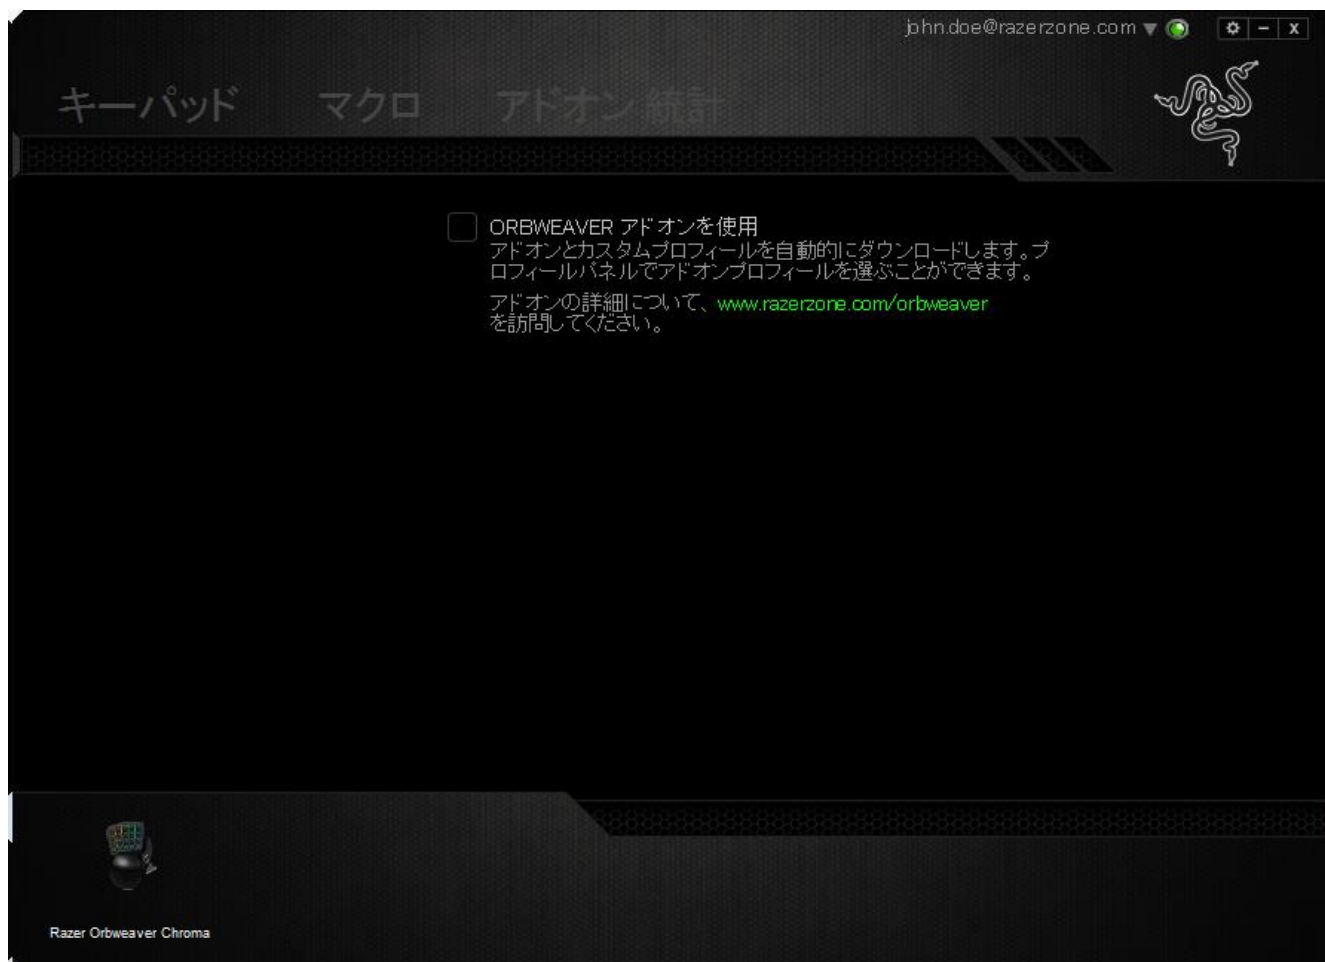 john.doe@razerzone.com
キーパッド マクロ アドオン 統計
ORBWEAVER アドオンを使用
アドオンとカスタムプロフィールを自動的にダウンロードします。プ
ロフィールパネルでアドオンプロフィールを選ぶことができます。
アドオンの詳細について、www.razerzone.com/orbweaver
を訪問してください。
Razer Orbweaver Chroma